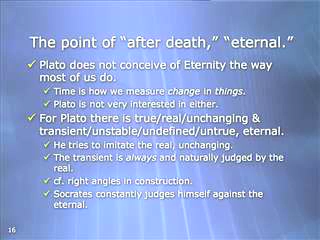 The point of “after death,” “eternal.”
Plato does not conceive of Eternity the way
most of us do.
Time is how we measure change in things.
Plato is not very interested in either.
For Plato there is true/real/unchanging &
transient/unstable/undefined/untrue, eternal.
He tries to imitate the real, unchanging.
The transient is always and naturally judged by the
real.
cf. right angles in construction.
Socrates constantly judges himself against the
eternal.
16